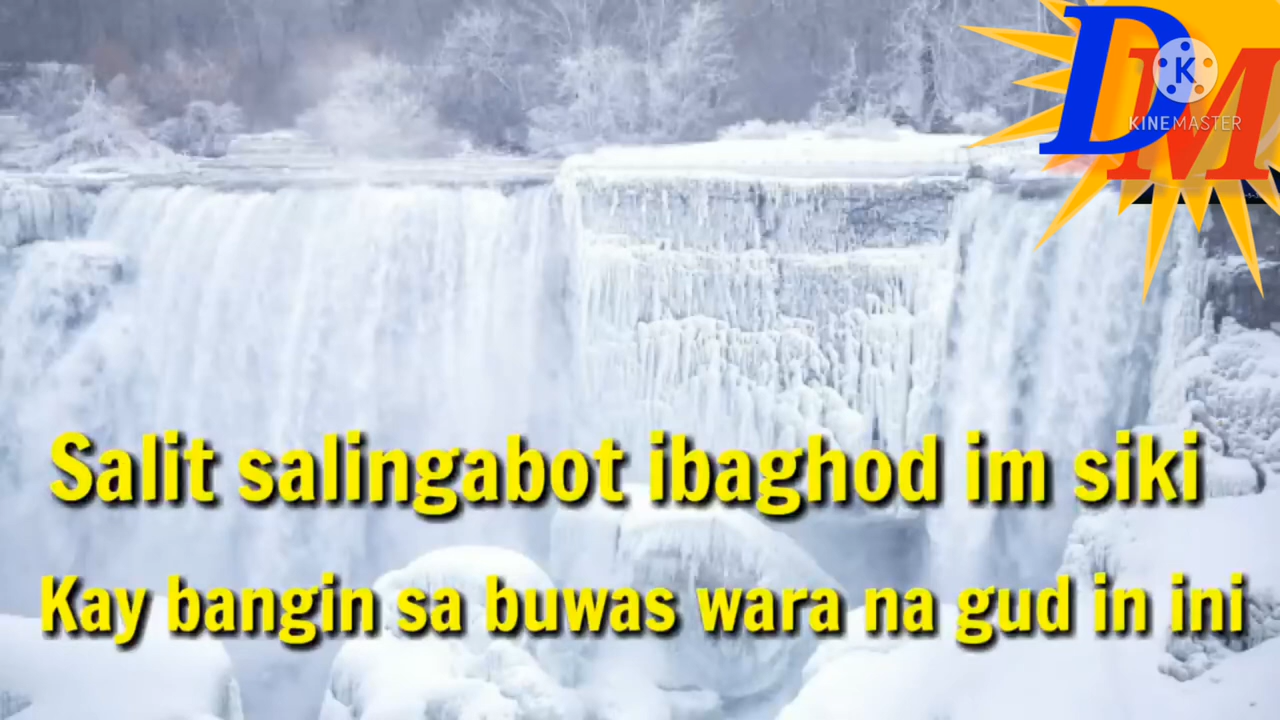 DM
K
KINEMASTER
Salit salingabot ibaghod im siki
Kay bangin sa buwas wara na gud in ini